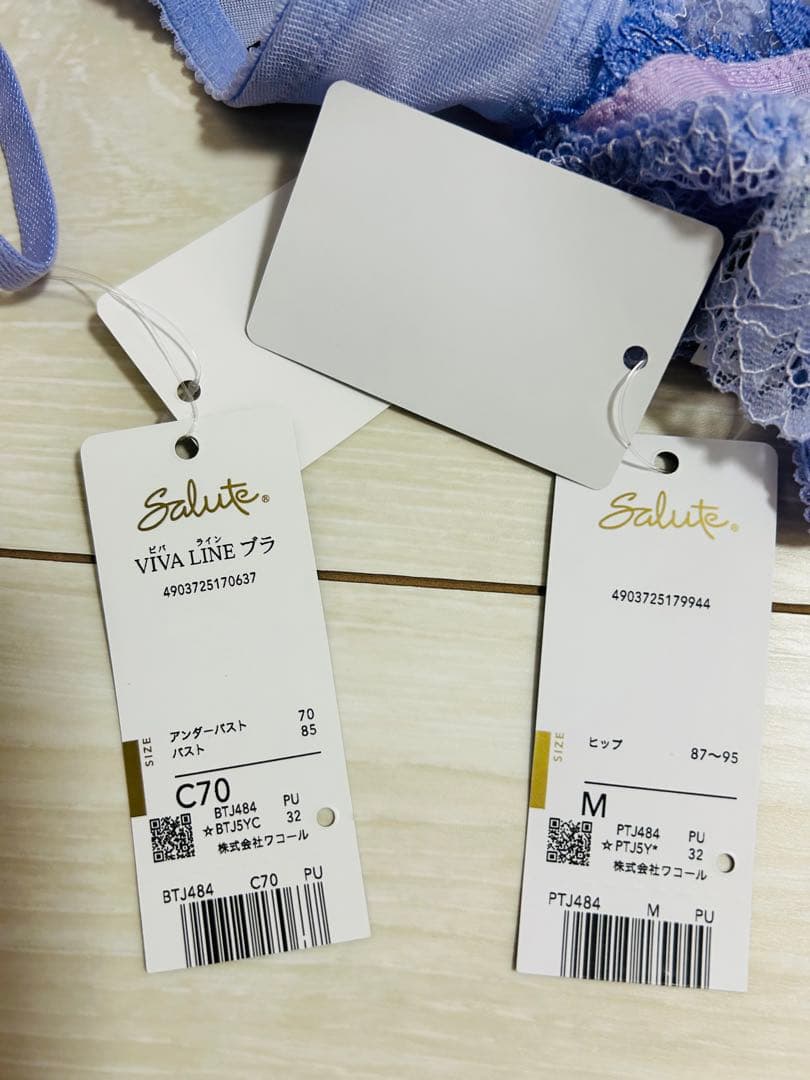 Salute®
ビバ ライン
VIVA LINE ブラ
4903725170637
アンダーバスト 70
バスト 85
SIZE
C70
BTJ484 PU
☆BTJ5YC 32
株式会社ワコール
BTJ484 C70 PU
Salute®
4903725179944
ヒップ 87～95
SIZE
M
PTJ484 PU
☆PTJ5Y* 32
株式会社ワコール
PTJ484 M PU